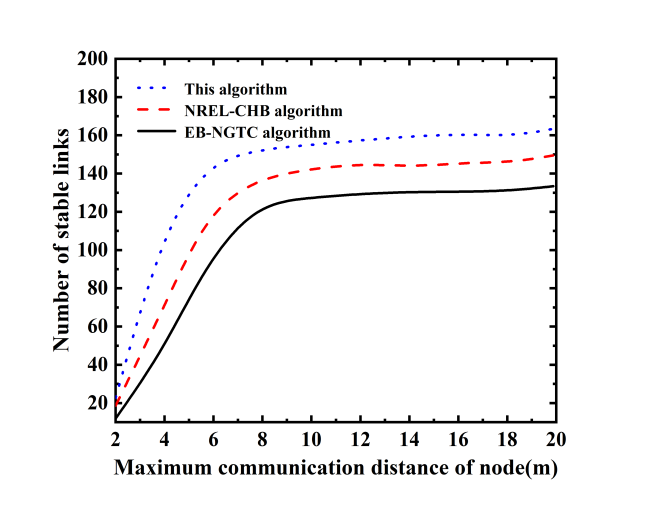 200
180
160
140
120
100
80
60
40
20
Number of stable links
This algorithm
NREL-CHB algorithm
EB-NGTC algorithm
2 4 6 8 10 12 14 16 18 20
Maximum communication distance of node(m)